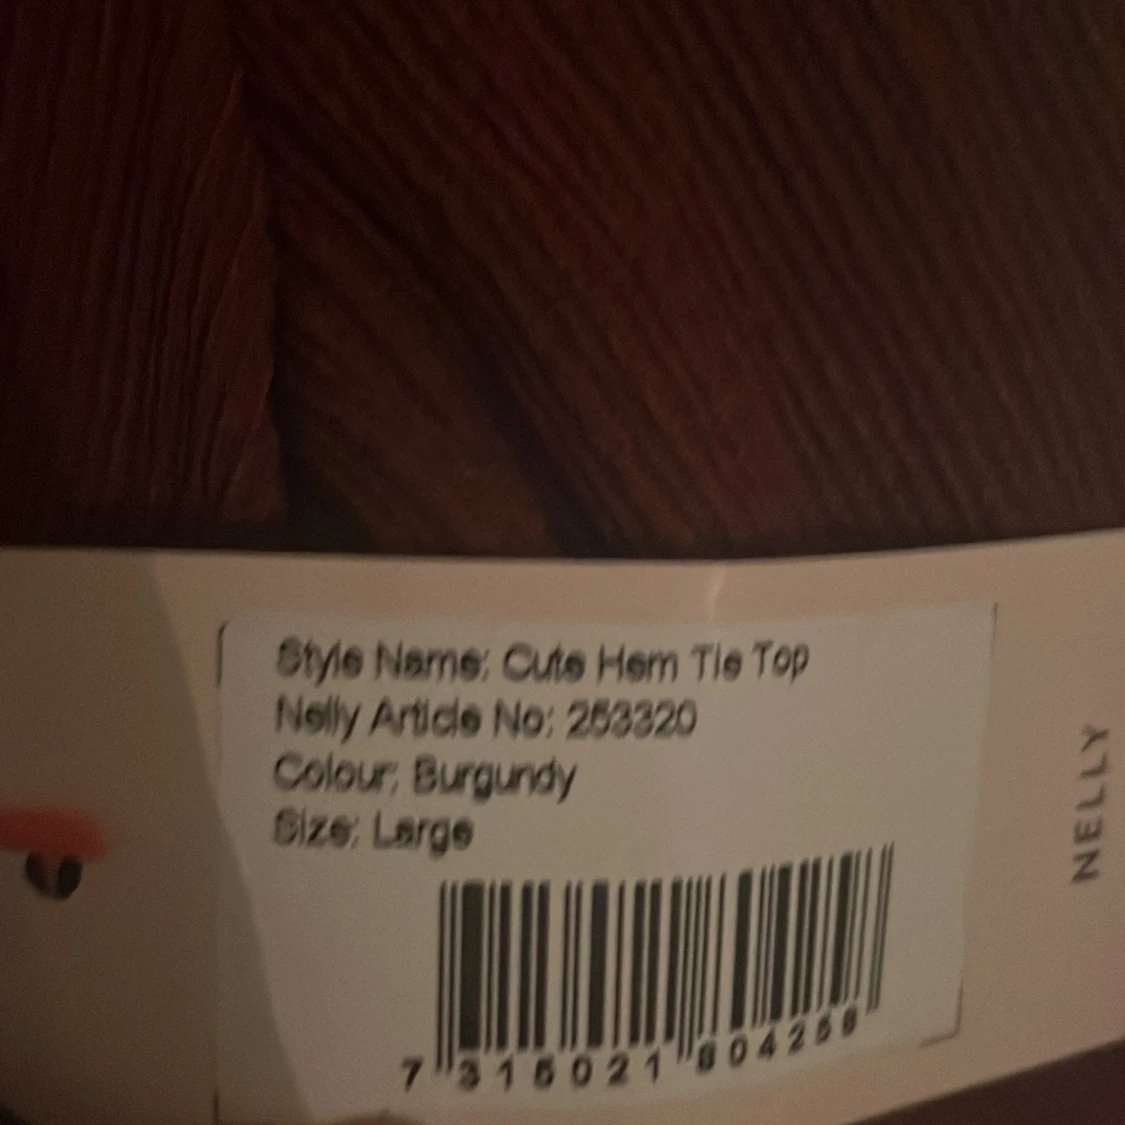 Style Name: Cute Hem Tie Top
Nelly Article No: 253320
Colour: Burgundy
Size: Large
NELLY